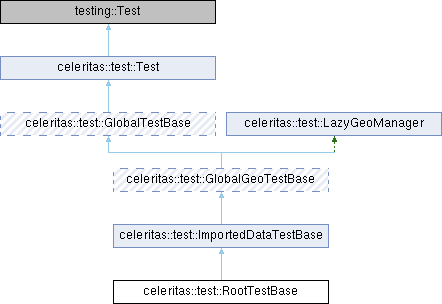 testing::Test
celeritas::test::Test
celeritas::test::GlobalTestBase
celeritas::test::LazyGeoManager
celeritas::test::GlobalGeoTestBase
celeritas::test::ImportedDataTestBase
celeritas::test::RootTestBase